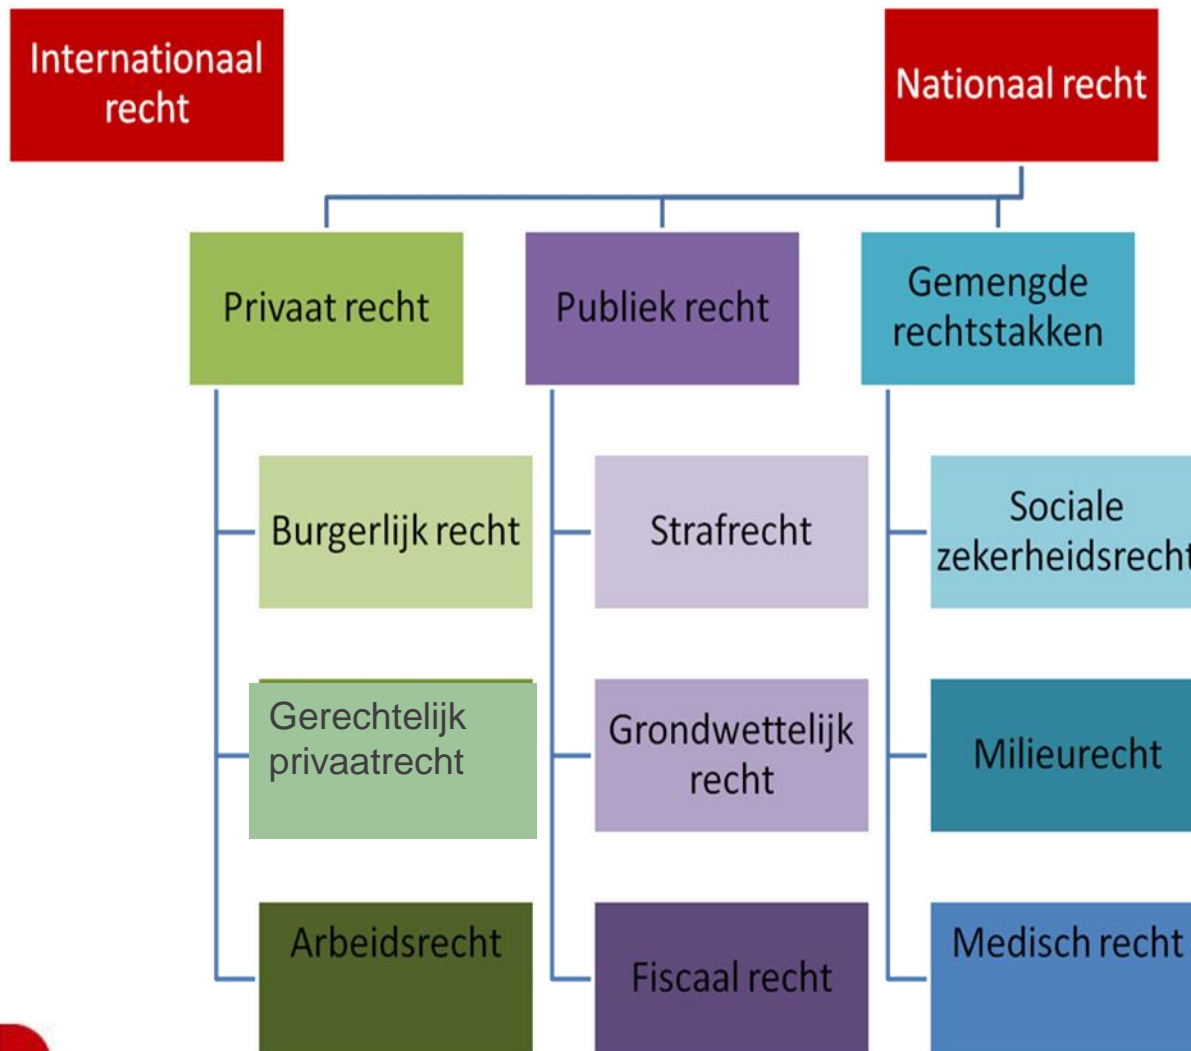 Internationaal
recht
Nationaal recht
Privaat recht
Publiek recht
Gemengde
rechtstakken
Burgerlijk recht
Strafrecht
Sociale
zekerheidsrecht
Gerechtelijk
privaatrecht
Grondwettelijk
recht
Milieurecht
Arbeidsrecht
Fiscaal recht
Medisch recht